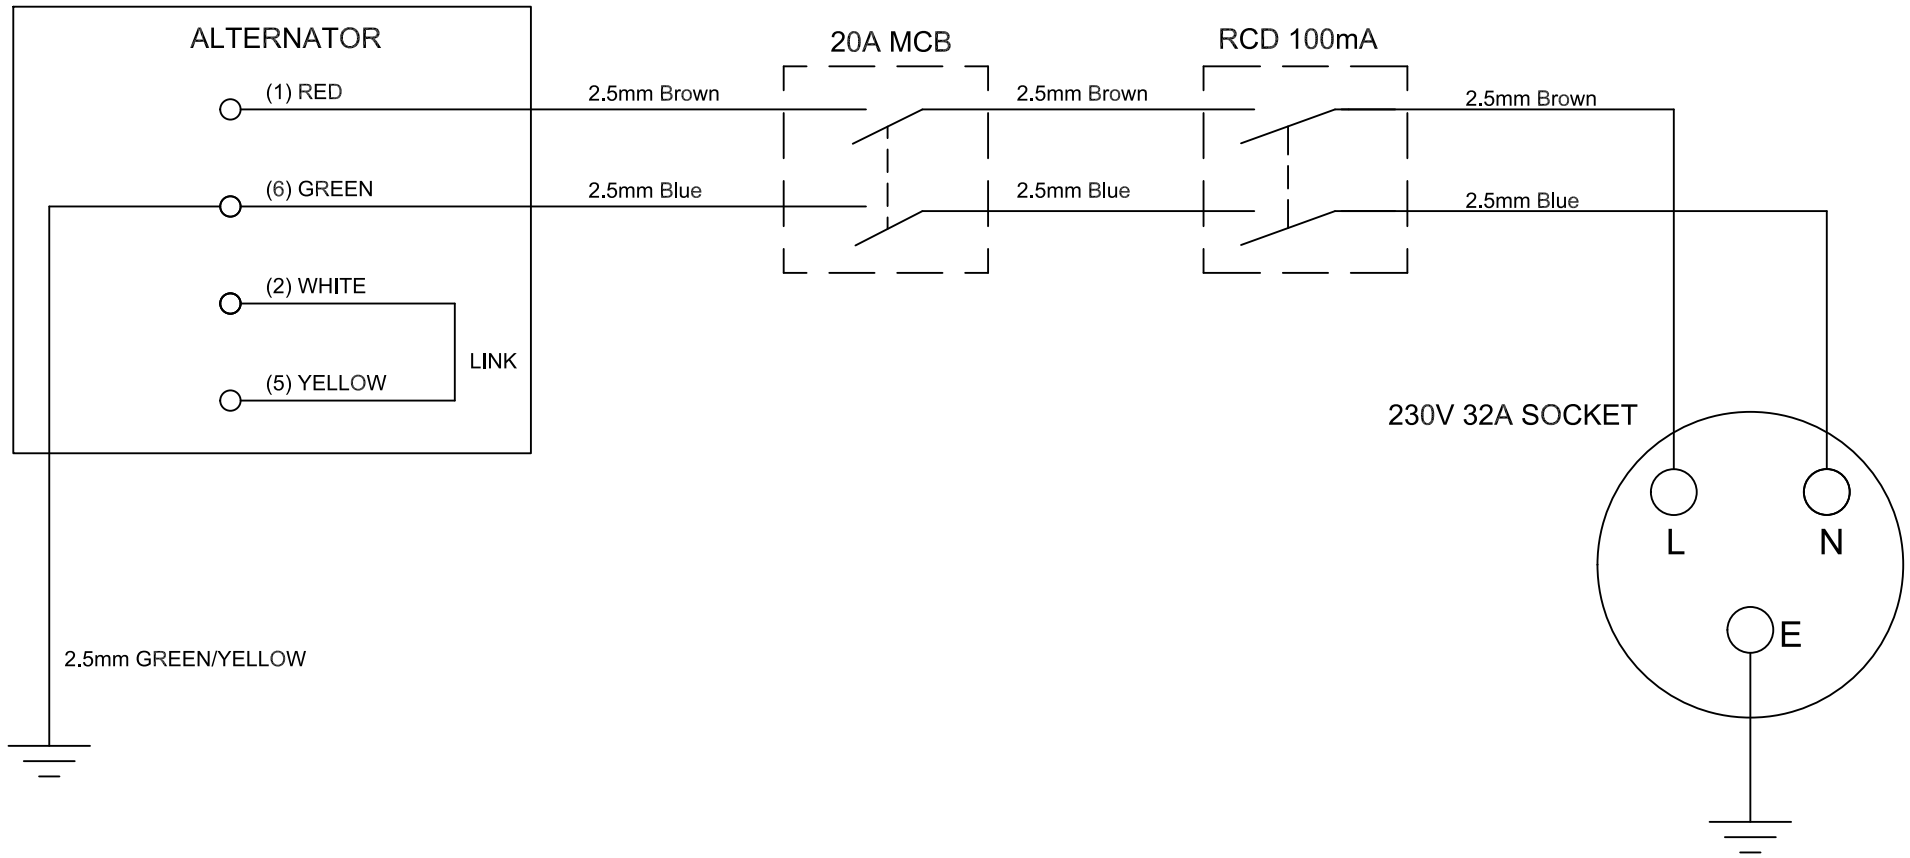 ALTERNATOR
20A MCB
RCD 100mA
(1) RED
2.5mm Brown
2.5mm Brown
2.5mm Brown
(6) GREEN
2.5mm Blue
2.5mm Blue
2.5mm Blue
(2) WHITE
LINK
(5) YELLOW
230V 32A SOCKET
L
N
E
2.5mm GREEN/YELLOW